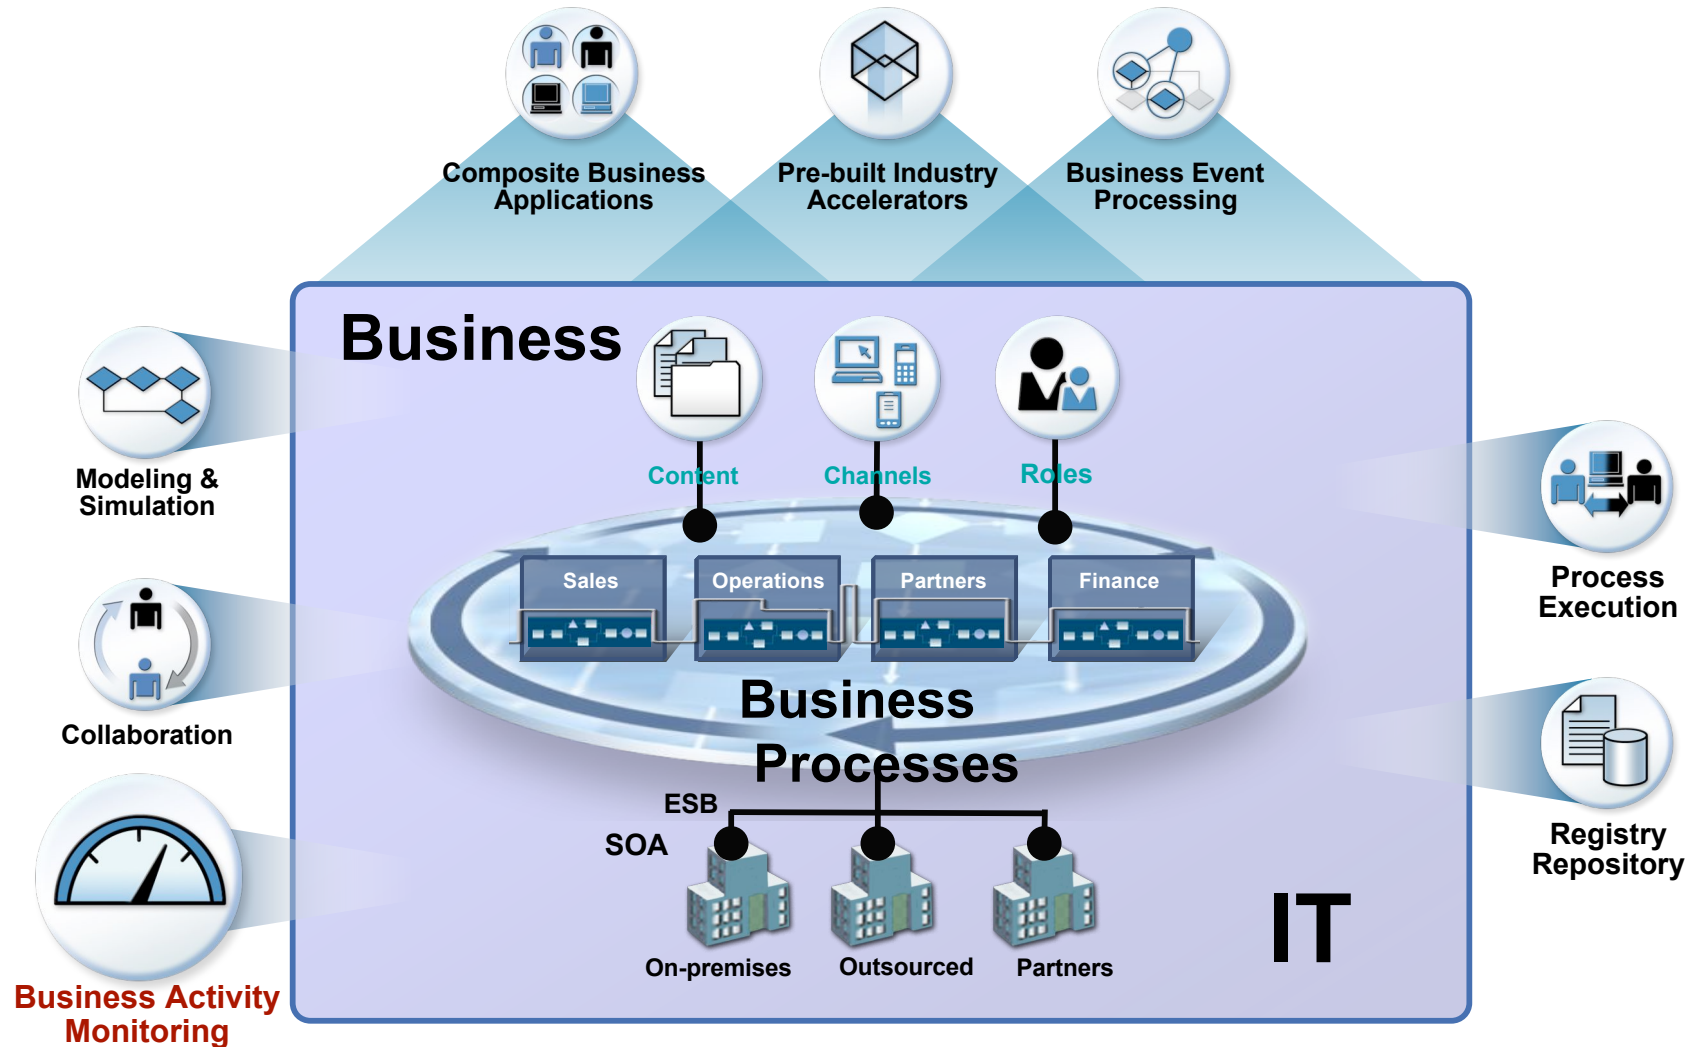 Composite Business
Applications
Pre-built Industry
Accelerators
Business Event
Processing
Business
Modeling &
Simulation
Content
Channels
Roles
Process
Execution
Sales
Operations
Partners
Finance
Collaboration
Business
Processes
ESB
SOA
Registry
Repository
IT
On-premises
Outsourced
Partners
Business Activity
Monitoring